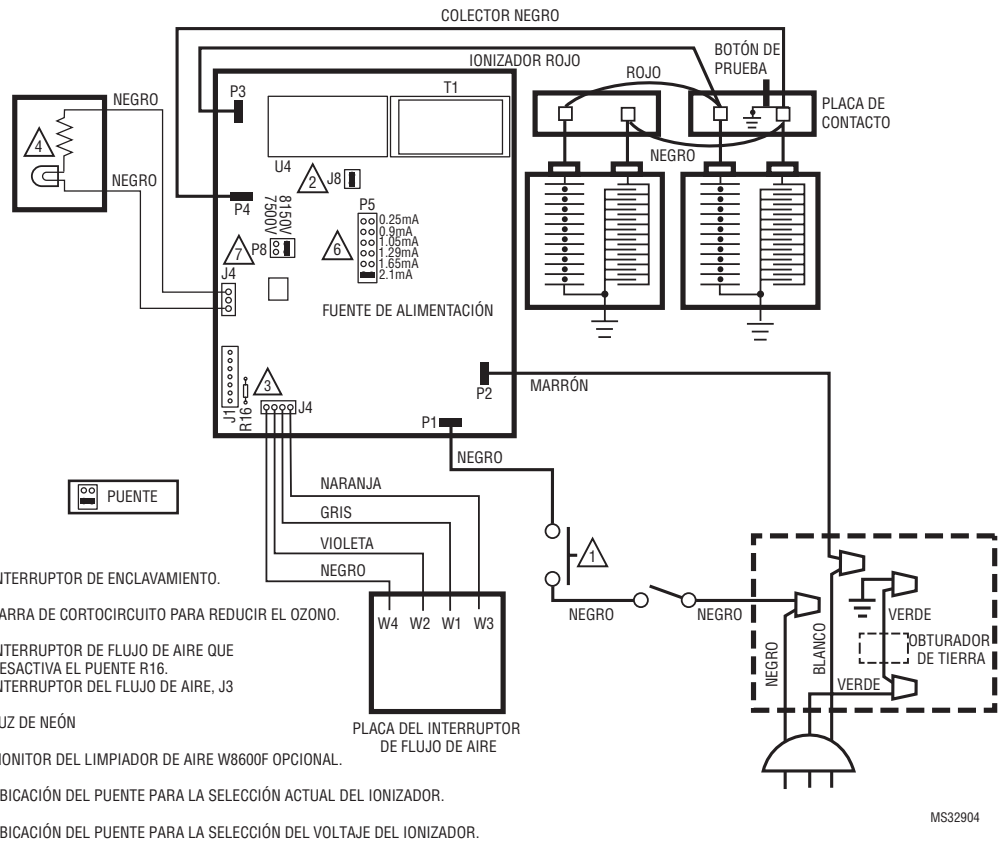 COLECTOR NEGRO
IONIZADOR ROJO
BOTÓN DE
PRUEBA
ROJO
PLACA DE
CONTACTO
NEGRO
NEGRO
NEGRO
4
P3
T1
U4
2
J8
P4
8150V
7500V
P5
0.25mA
0.9mA
1.05mA
1.29mA
1.65mA
2.1mA
7
P8
6
J4
FUENTE DE ALIMENTACIÓN
P2
MARRÓN
J1
R16
3
J4
P1
NEGRO
PUENTE
NARANJA
GRIS
VIOLETA
NEGRO
1
W4 W2 W1 W3
PLACA DEL INTERRUPTOR
DE FLUJO DE AIRE
NEGRO
NEGRO
NEGRO
BLANCO
VERDE
OBTURADOR
DE TIERRA
VERDE
NTERRUPTOR DE ENCLAVAMIENTO.
ARRA DE CORTOCIRCUITO PARA REDUCIR EL OZONO.
NTERRUPTOR DE FLUJO DE AIRE QUE
ESACTIVA EL PUENTE R16.
NTERRUPTOR DEL FLUJO DE AIRE, J3
UZ DE NEÓN
MONITOR DEL LIMPIADOR DE AIRE W8600F OPCIONAL.
BICACIÓN DEL PUENTE PARA LA SELECCIÓN ACTUAL DEL IONIZADOR.
BICACIÓN DEL PUENTE PARA LA SELECCIÓN DEL VOLTAJE DEL IONIZADOR.
MS32904